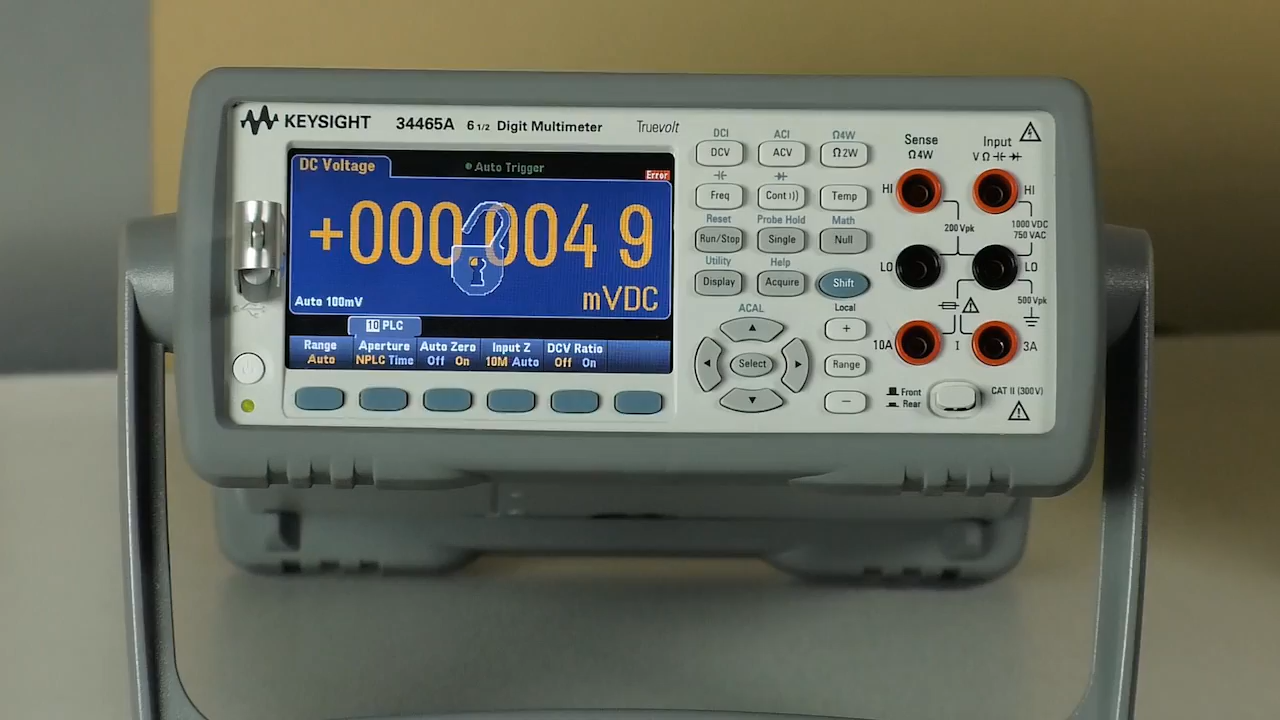 KEYSIGHT 34465A 6 1/2 Digit Multimeter Truevolt
DC Voltage
Auto Trigger
Error
+000.004 9
mVDC
Auto 100mV
10 PLC
Range Aperture Auto Zero Input Z DCV Ratio
Auto NPLC Time Off On 10M Auto Off On
DCI ACI Ω4W
DCV ACV Ω2W
Freq Cont Temp
Reset Probe Hold Math
Run/Stop Single Null
Utility Help
Display Acquire Shift
ACAL Local
+
Select Range
−
Sense Input
Ω4W V Ω
HI HI
1000 VDC
200 Vpk 750 VAC
LO LO
500 Vpk
10A I 3A
Front
Rear
CAT II (300V)